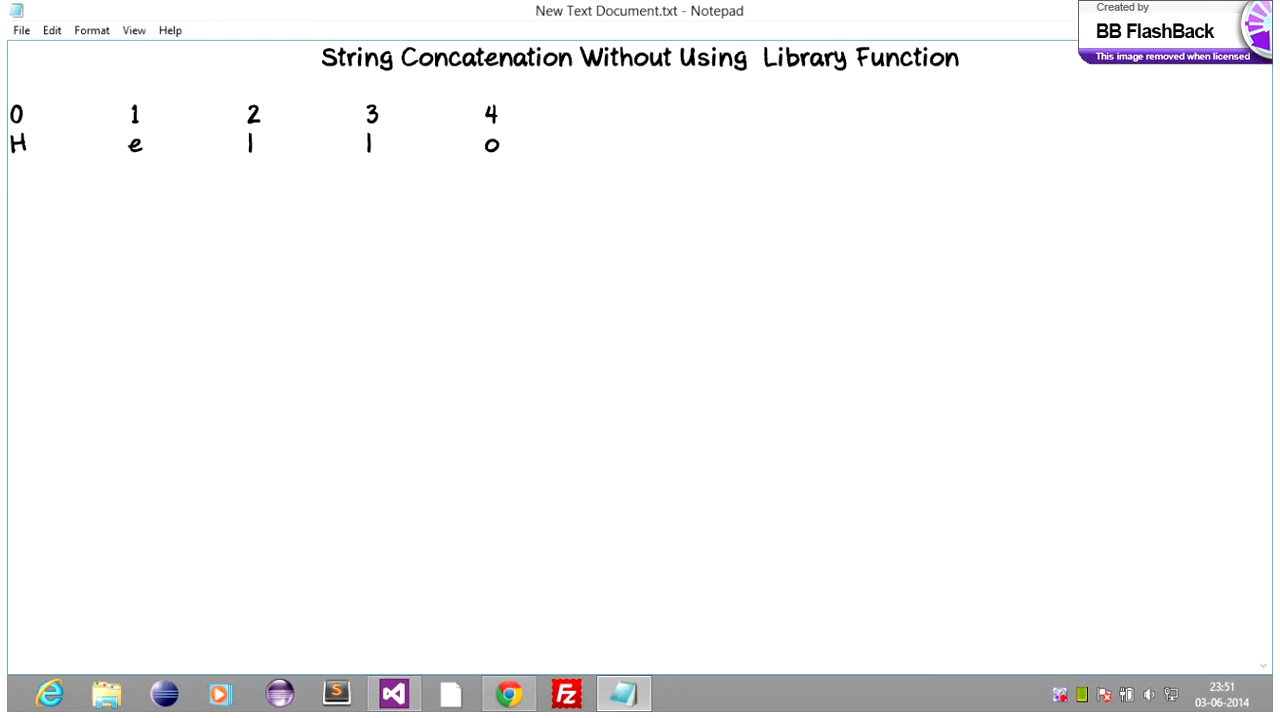 New Text Document.txt - Notepad
Created by
BB FlashBack
This image removed when licensed
File Edit Format View Help
String Concatenation Without Using Library Function
0 1 2 3 4
H e l l o
S
FZ
23:51
03-06-2014